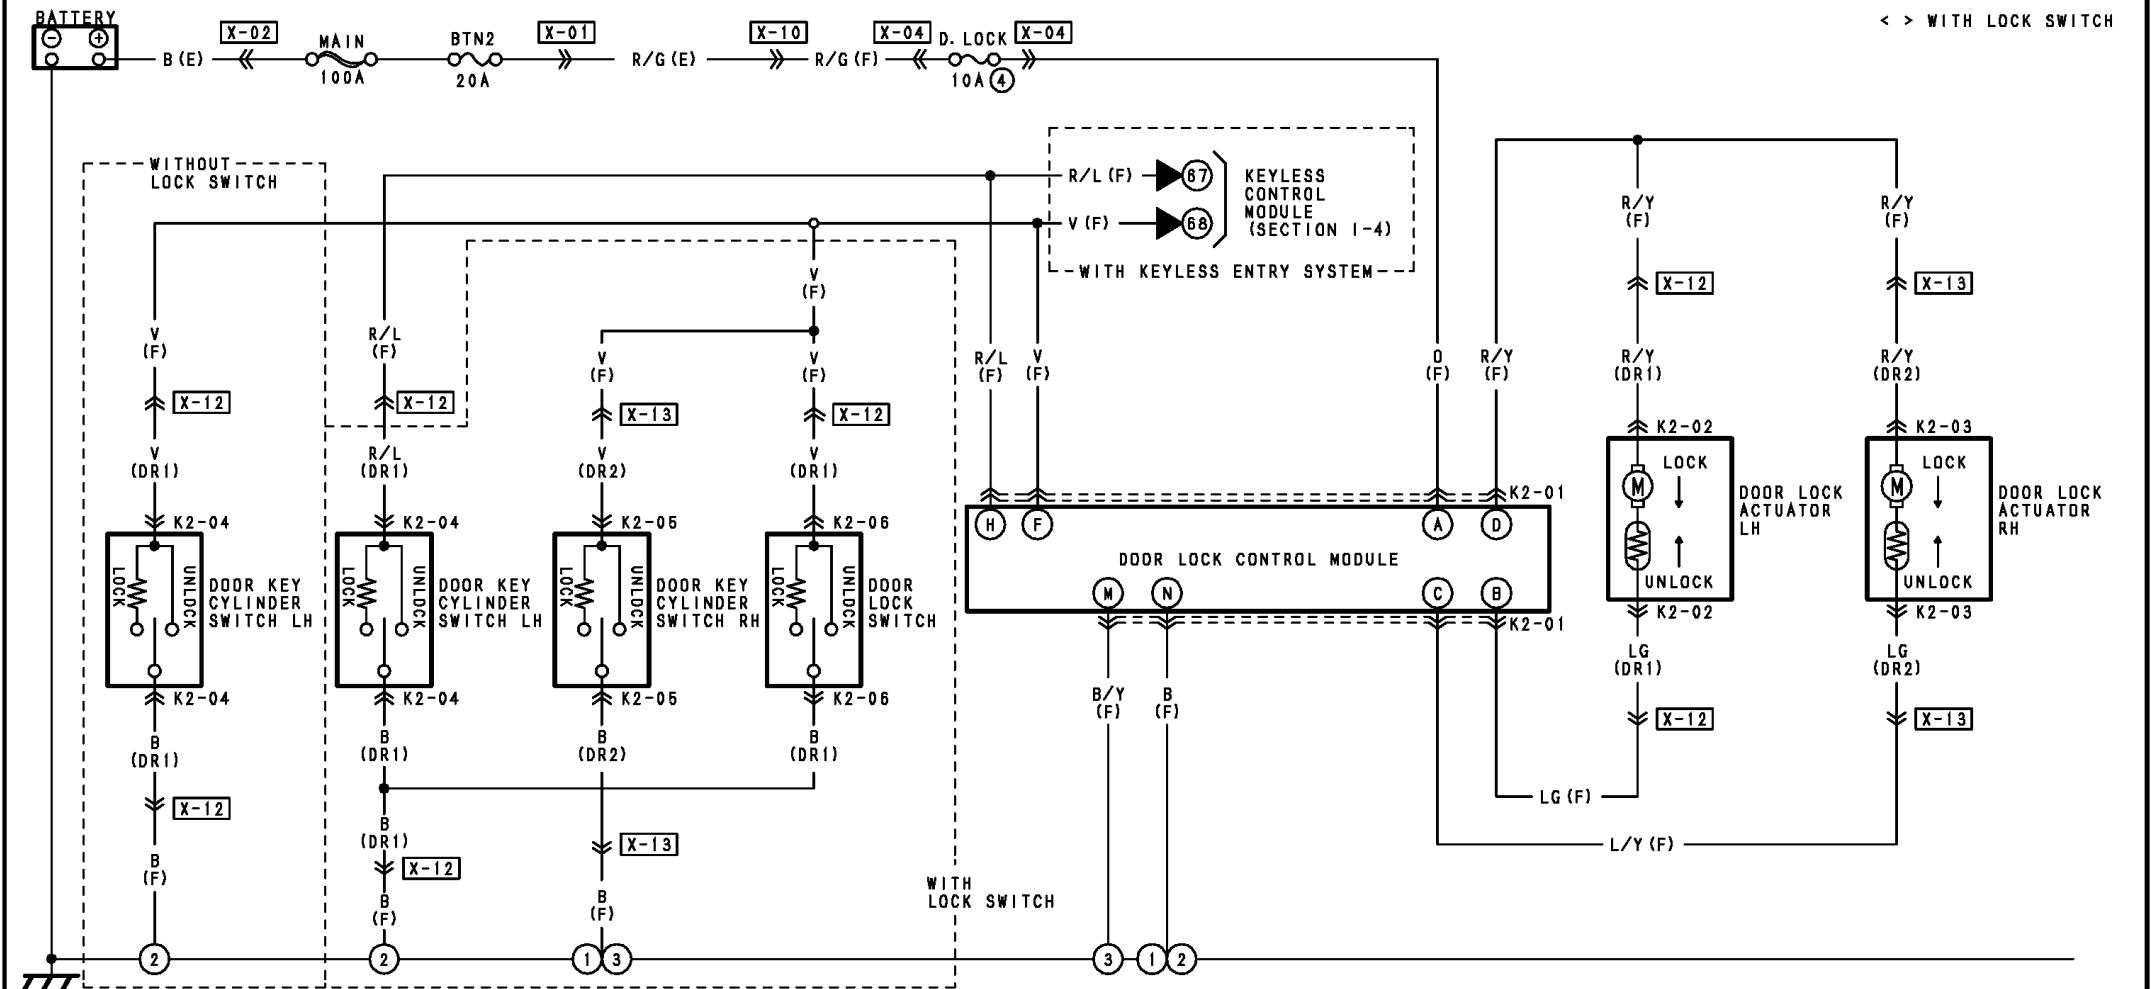 BATTERY
− +
B(E)
X-02
MAIN
100A
BTN2
20A
X-01
R/G(E)
X-10
R/G(F)
X-04
D. LOCK
10A ④
X-04
< > WITH LOCK SWITCH
WITHOUT
LOCK SWITCH
R/L(F)
67
V(F)
68
KEYLESS
CONTROL
MODULE
(SECTION I-4)
WITH KEYLESS ENTRY SYSTEM
V
(F)
R/Y
(F)
R/Y
(F)
X-12
X-13
V
(F)
R/L
(F)
V
(F)
V
(F)
R/L
(F)
V
(F)
O
(F)
R/Y
(F)
R/Y
(DR1)
R/Y
(DR2)
X-12
X-12
X-13
X-12
K2-02
K2-03
V
(DR1)
R/L
(DR1)
V
(DR2)
V
(DR1)
K2-04
K2-04
K2-05
K2-06
K2-01
H
F
A
D
DOOR LOCK CONTROL MODULE
M
N
C
B
K2-01
M
LOCK
UNLOCK
DOOR LOCK
ACTUATOR
LH
M
LOCK
UNLOCK
DOOR LOCK
ACTUATOR
RH
K2-02
K2-03
LOCK
UNLOCK
DOOR KEY
CYLINDER
SWITCH LH
LOCK
UNLOCK
DOOR KEY
CYLINDER
SWITCH LH
LOCK
UNLOCK
DOOR KEY
CYLINDER
SWITCH RH
LOCK
UNLOCK
DOOR
LOCK
SWITCH
K2-04
K2-04
K2-05
K2-06
B
(DR1)
B
(DR1)
B
(DR2)
B
(DR1)
B/Y
(F)
B
(F)
LG
(DR1)
LG
(DR2)
X-12
X-13
X-12
B
(DR1)
X-12
X-13
LG(F)
L/Y(F)
B
(F)
B
(F)
B
(F)
WITH
LOCK SWITCH
2
2
1 3
3
1 2